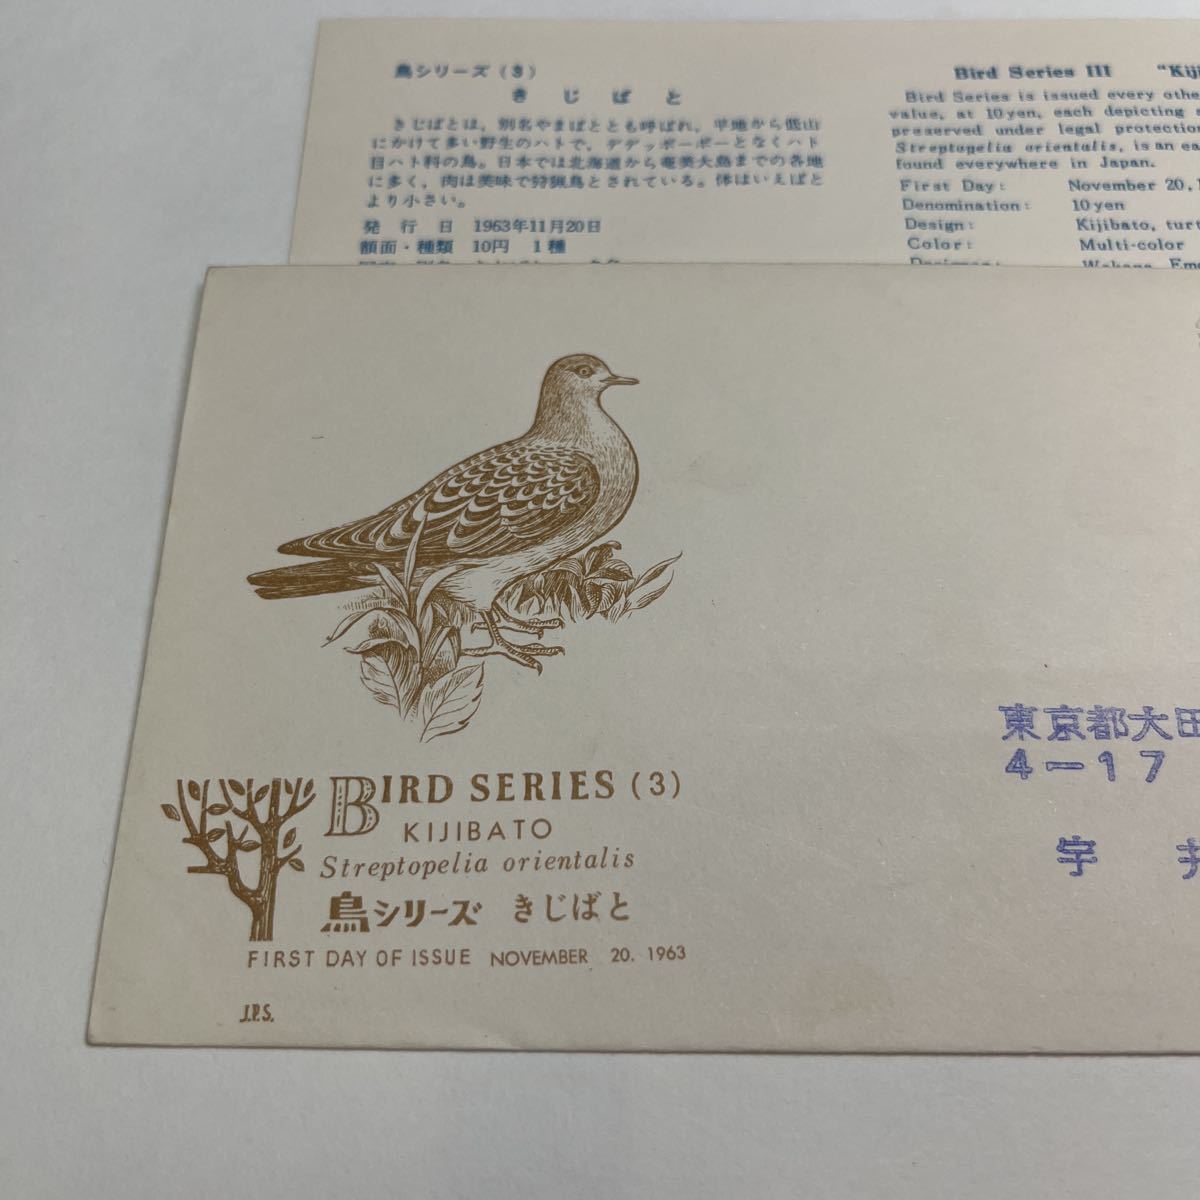 鳥シリーズ（3）
きじばと
きじばとは，別名やまばととも呼ばれ，平地から低山
にかけて多い野生のハトで，デデッポーポーとなくハト
目ハト科の鳥。日本では北海道から奄美大島までの各地
に多く，肉は美味で狩猟鳥とされている。体はいえばと
より小さい。
発行日 1963年11月20日
額面・種類 10円 1種
Bird Series III "Kiji
Bird Series is issued every othe
value, at 10yen, each depicting
preserved under legal protection
Streptopelia orientalis, is an ea
found everywhere in Japan.
First Day: November 20, 1
Denomination: 10yen
Design: Kijibato, turt
Color: Multi-color
Designer: Wakana Emo
BIRD SERIES (3)
KIJIBATO
Streptopelia orientalis
鳥シリーズ きじばと
FIRST DAY OF ISSUE NOVEMBER 20. 1963
J.P.S.
東京都大田
4－17
宇井